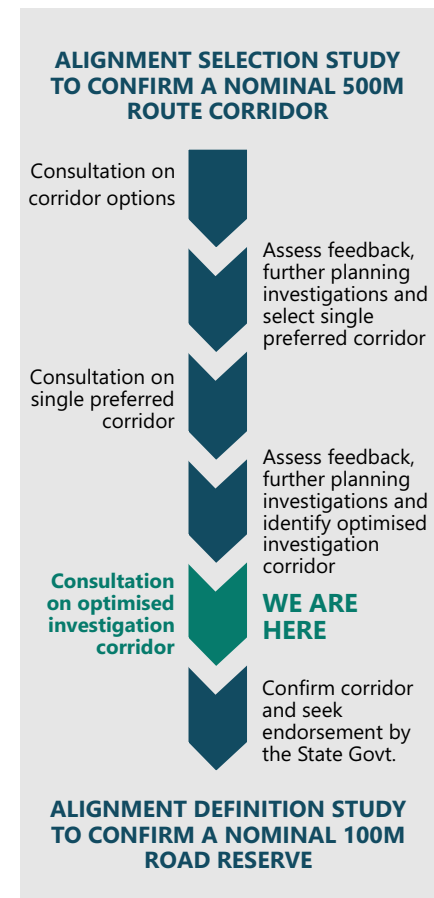 ALIGNMENT SELECTION STUDY
TO CONFIRM A NOMINAL 500M
ROUTE CORRIDOR
Consultation on
corridor options
Assess feedback,
further planning
investigations and
select single
preferred corridor
Consultation on
single preferred
corridor
Assess feedback,
further planning
investigations and
identify optimised
investigation
corridor
Consultation
on optimised
investigation
corridor
WE ARE
HERE
Confirm corridor
and seek
endorsement by
the State Govt.
ALIGNMENT DEFINITION STUDY
TO CONFIRM A NOMINAL 100M
ROAD RESERVE